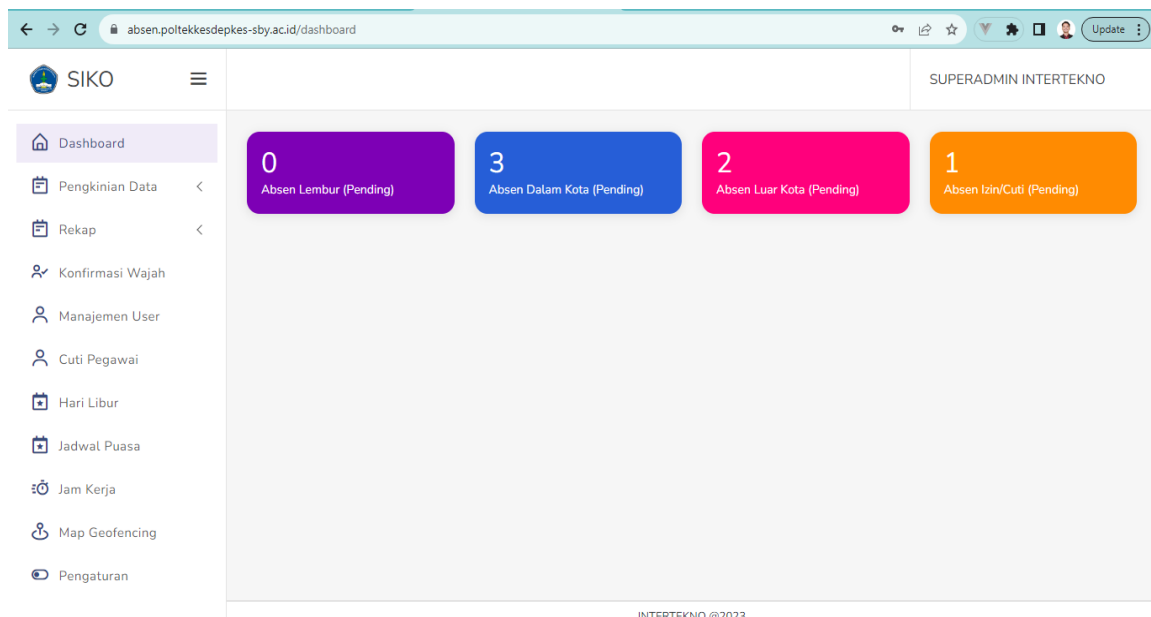 absen.poltekkesdepkes-sby.ac.id/dashboard
Update
SIKO
SUPERADMIN INTERTEKNO
Dashboard
Pengkinian Data
Rekap
Konfirmasi Wajah
Manajemen User
Cuti Pegawai
Hari Libur
Jadwal Puasa
Jam Kerja
Map Geofencing
Pengaturan
0
Absen Lembur (Pending)
3
Absen Dalam Kota (Pending)
2
Absen Luar Kota (Pending)
1
Absen Izin/Cuti (Pending)
INTERTEKNO @2023